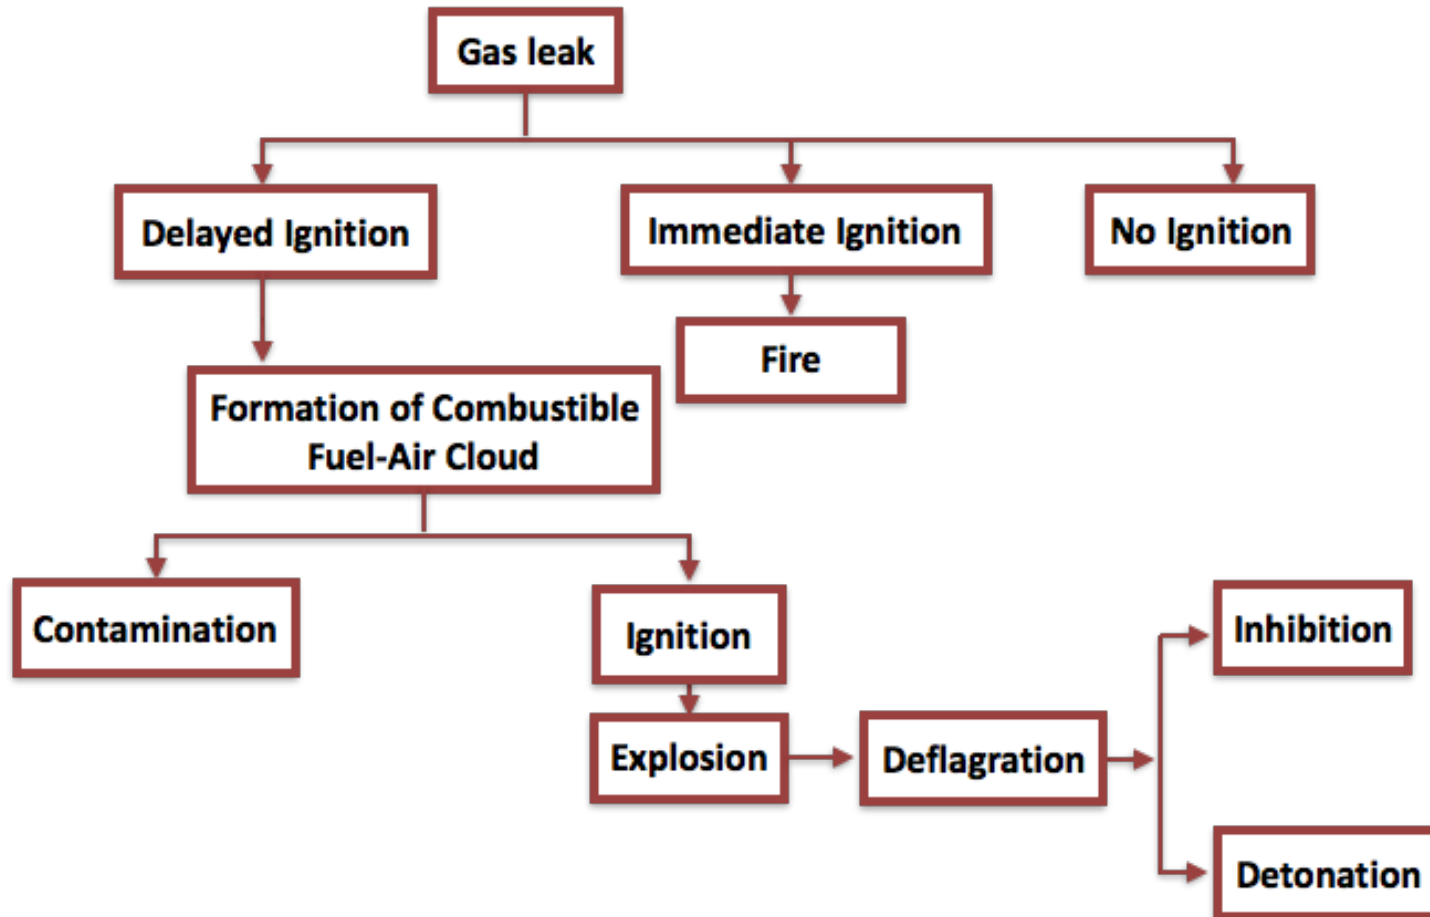 Gas leak
Delayed Ignition
Immediate Ignition
No Ignition
Fire
Formation of Combustible
Fuel-Air Cloud
Contamination
Ignition
Inhibition
Explosion
Deflagration
Detonation